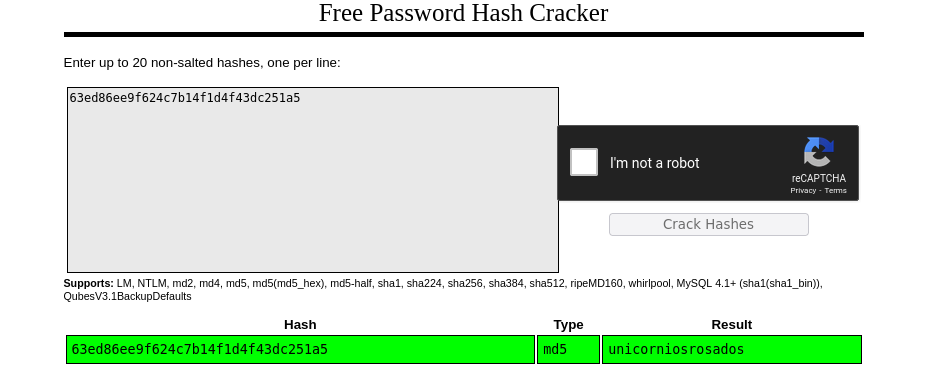 Free Password Hash Cracker
Enter up to 20 non-salted hashes, one per line:
63ed86ee9f624c7b14f1d4f43dc251a5
I'm not a robot
reCAPTCHA
Privacy - Terms
Crack Hashes
Supports: LM, NTLM, md2, md4, md5, md5(md5_hex), md5-half, sha1, sha224, sha256, sha384, sha512, ripeMD160, whirlpool, MySQL 4.1+ (sha1(sha1_bin)),
QubesV3.1BackupDefaults
Hash Type Result
63ed86ee9f624c7b14f1d4f43dc251a5 md5 unicorniosrosados